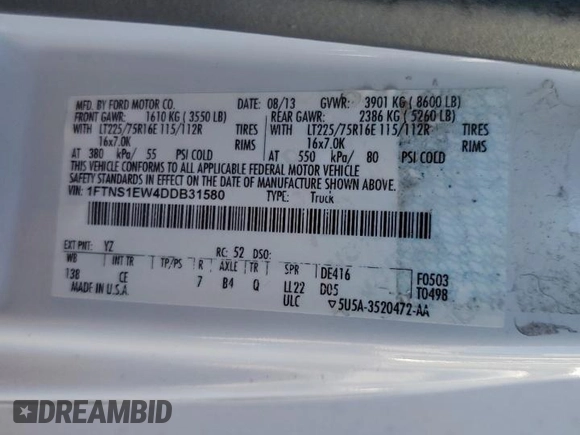 MFD. BY FORD MOTOR CO. 08/13 GVWR: 3901 KG ( 8600 LB)
FRONT GAWR: 1610 KG ( 3550 LB) REAR GAWR: 2386 KG ( 5260 LB)
WITH LT225/75R16E 115/112R TIRES WITH LT225/75R16E 115/112R TIRES
16x7.0K RIMS 16x7.0K RIMS
AT 380 kPa/ 55 PSI COLD AT 550 kPa/ 80 PSI COLD
THIS VEHICLE CONFORMS TO ALL APPLICABLE FEDERAL MOTOR VEHICLE
SAFETY STANDARDS IN EFFECT ON THE DATE OF MANUFACTURE SHOWN ABOVE.
VIN: 1FTNS1EW4DDB31580 TYPE: Truck
EXT PNT: YZ RC: 52 DSO:
WB INT TR TP/PS R AXLE TR SPR DE416 F0503
138 CE 7 B4 Q LL22 D05 T0498
MADE IN U.S.A. ULC ▽5U5A-3520472-AA
DREAMBID